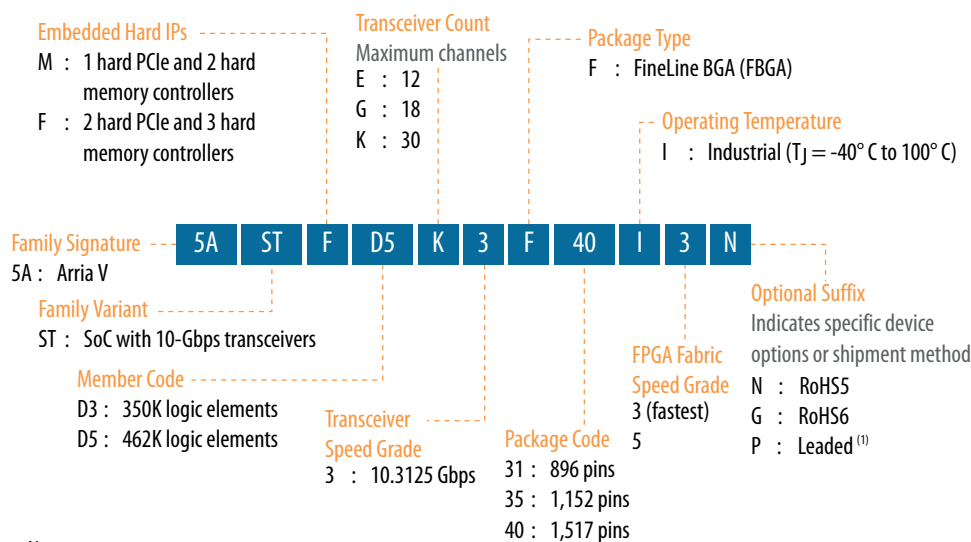 Embedded Hard IPs
M : 1 hard PCIe and 2 hard
memory controllers
F : 2 hard PCIe and 3 hard
memory controllers
Transceiver Count
Maximum channels
E : 12
G : 18
K : 30
Package Type
F : FineLine BGA (FBGA)
Operating Temperature
I : Industrial (TJ = -40° C to 100° C)
Family Signature
5A : Arria V
5A ST F D5 K 3 F 40 I 3 N
Family Variant
ST : SoC with 10-Gbps transceivers
Member Code
D3 : 350K logic elements
D5 : 462K logic elements
Transceiver
Speed Grade
3 : 10.3125 Gbps
Package Code
31 : 896 pins
35 : 1,152 pins
40 : 1,517 pins
FPGA Fabric
Speed Grade
3 (fastest)
5
Optional Suffix
Indicates specific device
options or shipment method
N : RoHS5
G : RoHS6
P : Leaded (1)